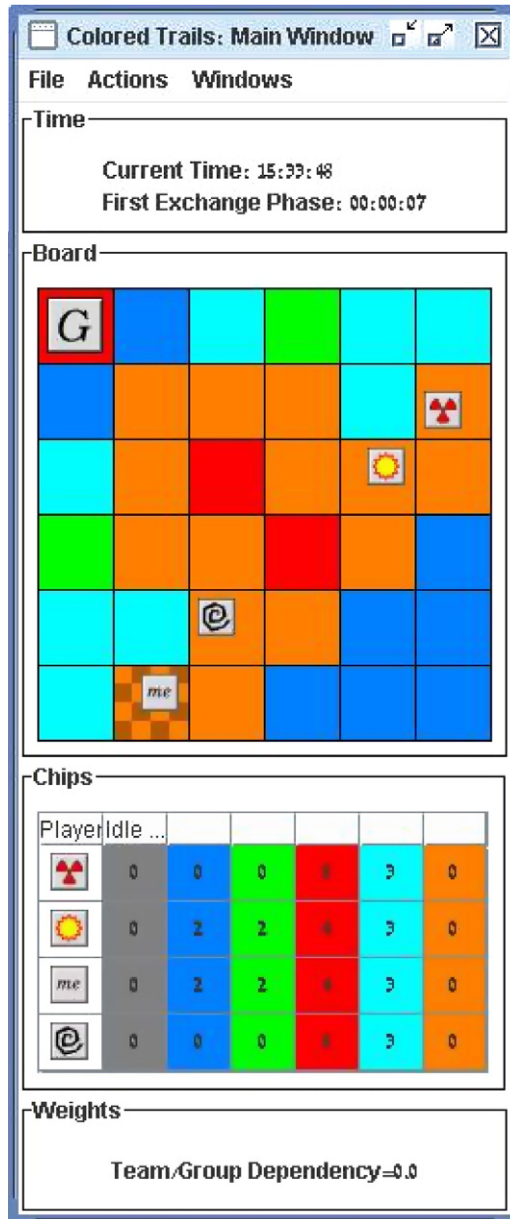 Colored Trails: Main Window
File Actions Windows
Time
Current Time: 15:33:48
First Exchange Phase: 00:00:07
Board
G
me
Chips
Player Idle ...
0 0 0 3 0
0 2 2 4 3 0
me 0 2 2 4 3 0
0 0 0 3 0
Weights
Team/Group Dependency=0.0